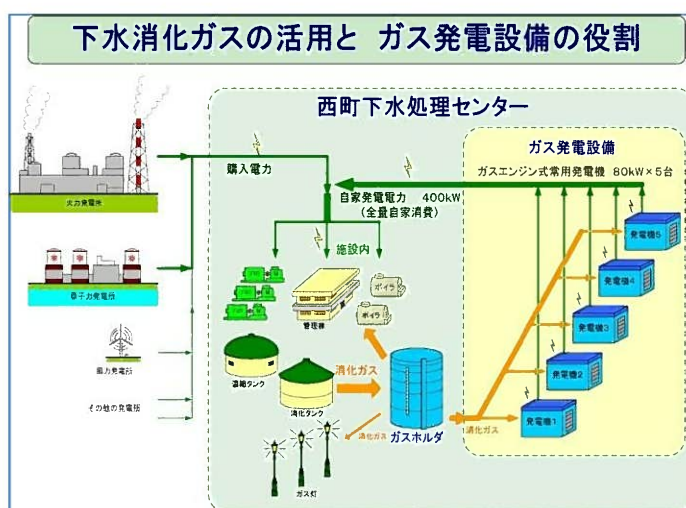 下水消化ガスの活用と ガス発電設備の役割
西町下水処理センター
ガス発電設備
ガスエンジン式常用発電機 80kW×5台
購入電力
自家発電電力 400kW
(全量自家消費)
火力発電所
施設内
発電機5
発電機4
発電機3
発電機2
発電機1
原子力発電所
ボイラ
ボイラ
管理棟
風力発電所
濃縮タンク
消化タンク
消化ガス
その他の発電所
消化ガス
ガスホルダ
消化ガス
ガス灯